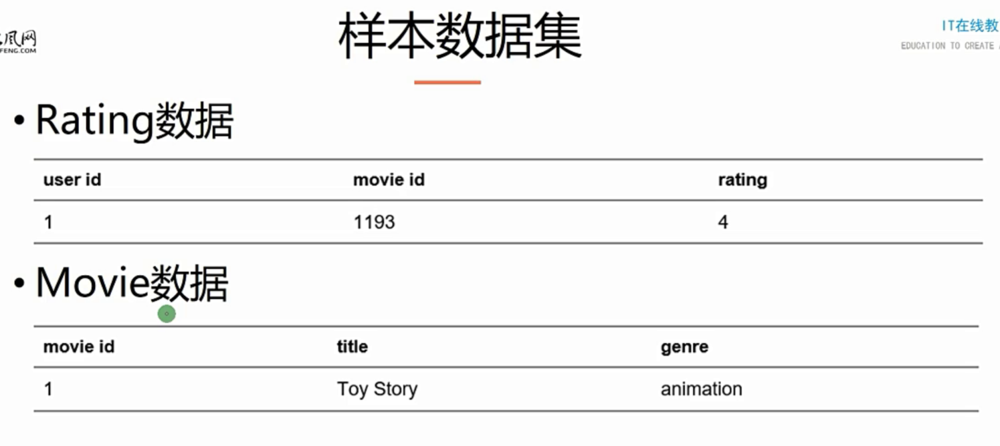 样本数据集
风网
FENG.COM
IT在线教
EDUCATION TO CREATE
• Rating数据
user id movie id rating
1 1193 4
• Movie数据
movie id title genre
1 Toy Story animation